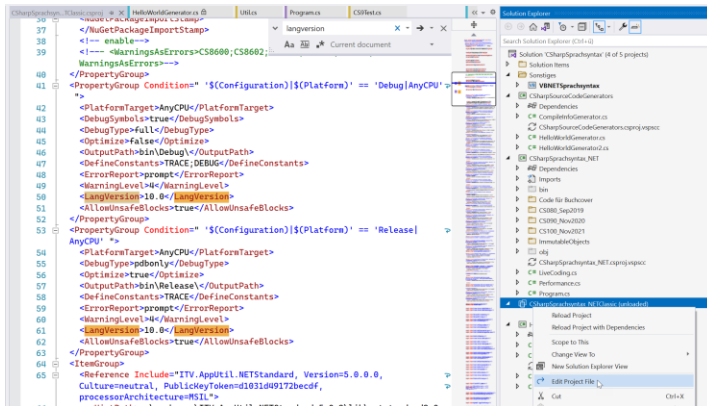 CSharpSprachsyn...Classic.csproj
HelloWorldGenerator.cs
Util.cs
Program.cs
CSIITest.cs
langversion
Aa
Current document
36 <NuGetPackageImportStamp>
37 </NuGetPackageImportStamp>
38 <!-- enable-->
39 <!--- <WarningsAsErrors>CS8600;CS8602;
WarningsAsErrors>-->
40 </PropertyGroup>
41 <PropertyGroup Condition=" '$(Configuration)|$(Platform)' == 'Debug|AnyCPU'
">
42 <PlatformTarget>AnyCPU</PlatformTarget>
43 <DebugSymbols>true</DebugSymbols>
44 <DebugType>full</DebugType>
45 <Optimize>false</Optimize>
46 <OutputPath>bin\Debug\</OutputPath>
47 <DefineConstants>TRACE;DEBUG</DefineConstants>
48 <ErrorReport>prompt</ErrorReport>
49 <WarningLevel>4</WarningLevel>
50 <LangVersion>10.0</LangVersion>
51 <AllowUnsafeBlocks>true</AllowUnsafeBlocks>
52 </PropertyGroup>
53 <PropertyGroup Condition=" '$(Configuration)|$(Platform)' == 'Release|
AnyCPU' ">
54 <PlatformTarget>AnyCPU</PlatformTarget>
55 <DebugType>pdbonly</DebugType>
56 <Optimize>true</Optimize>
57 <OutputPath>bin\Release\</OutputPath>
58 <DefineConstants>TRACE</DefineConstants>
59 <ErrorReport>prompt</ErrorReport>
60 <WarningLevel>4</WarningLevel>
61 <LangVersion>10.0</LangVersion>
62 <AllowUnsafeBlocks>true</AllowUnsafeBlocks>
63 </PropertyGroup>
64 <ItemGroup>
65 <Reference Include="ITV.AppUtil.NETStandard, Version=5.0.0.0,
Culture=neutral, PublicKeyToken=d1031d49172becdf,
processorArchitecture=MSIL">
Solution Explorer
Search Solution Explorer (Ctrl+ü)
Solution 'CSharpSprachsyntax' (4 of 5 projects)
Solution Items
Sonstiges
VBNETSprachsyntax
CSharpSourceCodeGenerators
Dependencies
C# CompileInfoGenerator.cs
CSharpSourceCodeGenerators.csproj.vspscc
C# HelloWorldGenerator.cs
C# HelloWorldGenerator2.cs
CSharpSprachsyntax_NET
Dependencies
Imports
bin
Code für Buchcover
CS080_Sep2019
CS090_Nov2020
CS100_Nov2021
ImmutableObjects
obj
CSharpSprachsyntax_NET.csproj.vspscc
C# LiveCoding.cs
C# Performance.cs
C# Program.cs
CSharpSprachsyntax_NETClassic (unloaded)
Reload Project
Reload Project with Dependencies
Scope to This
Change View To
New Solution Explorer View
Edit Project File
Cut Ctrl+X